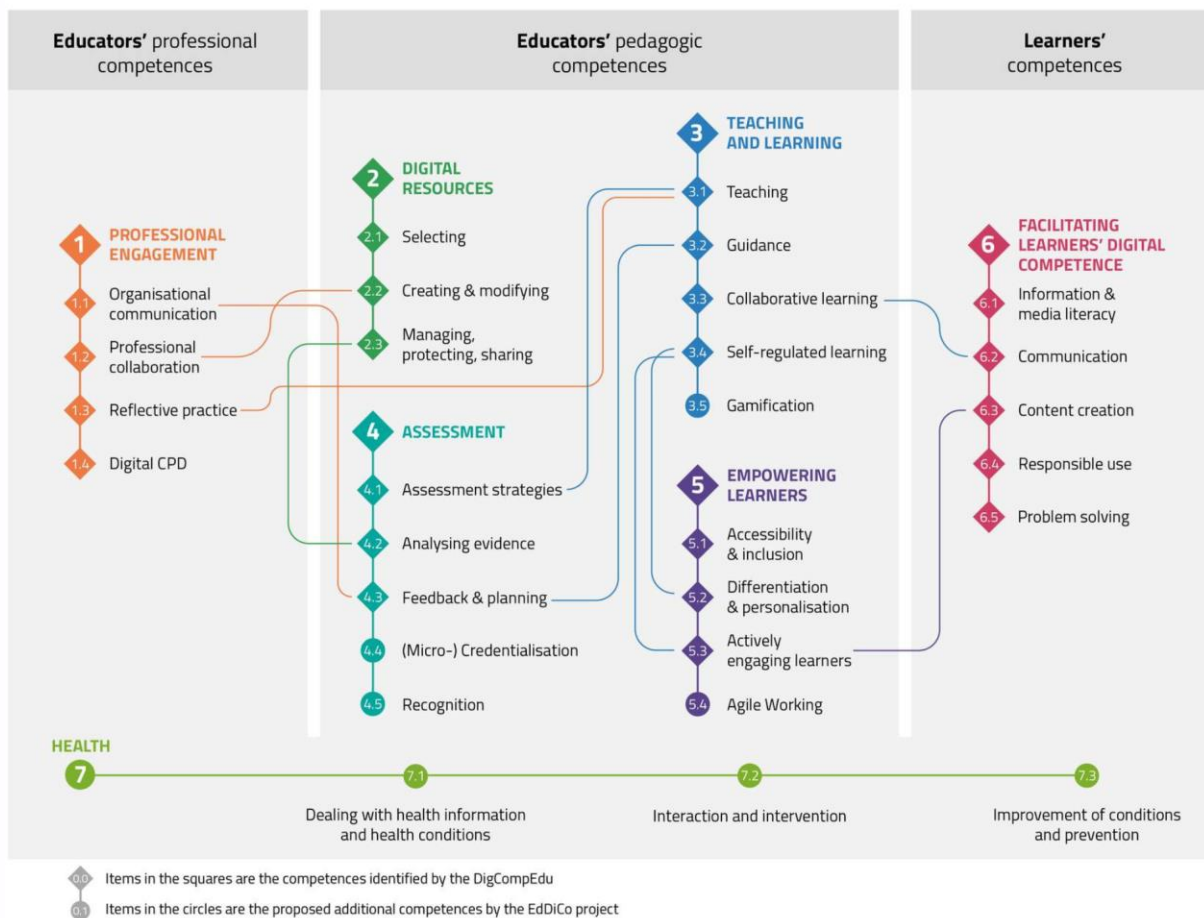 Educators' professional
competences
Educators' pedagogic
competences
Learners'
competences
1
PROFESSIONAL
ENGAGEMENT
1.1
Organisational
communication
1.2
Professional
collaboration
1.3
Reflective practice
1.4
Digital CPD
2
DIGITAL
RESOURCES
2.1
Selecting
2.2
Creating & modifying
2.3
Managing,
protecting, sharing
4
ASSESSMENT
4.1
Assessment strategies
4.2
Analysing evidence
4.3
Feedback & planning
4.4
(Micro-) Credentialisation
4.5
Recognition
3
TEACHING
AND LEARNING
3.1
Teaching
3.2
Guidance
3.3
Collaborative learning
3.4
Self-regulated learning
3.5
Gamification
5
EMPOWERING
LEARNERS
5.1
Accessibility
& inclusion
5.2
Differentiation
& personalisation
5.3
Actively
engaging learners
5.4
Agile Working
6
FACILITATING
LEARNERS' DIGITAL
COMPETENCE
6.1
Information &
media literacy
6.2
Communication
6.3
Content creation
6.4
Responsible use
6.5
Problem solving
HEALTH
7
7.1
Dealing with health information
and health conditions
7.2
Interaction and intervention
7.3
Improvement of conditions
and prevention
0.0
Items in the squares are the competences identified by the DigCompEdu
0.1
Items in the circles are the proposed additional competences by the EdDiCo project